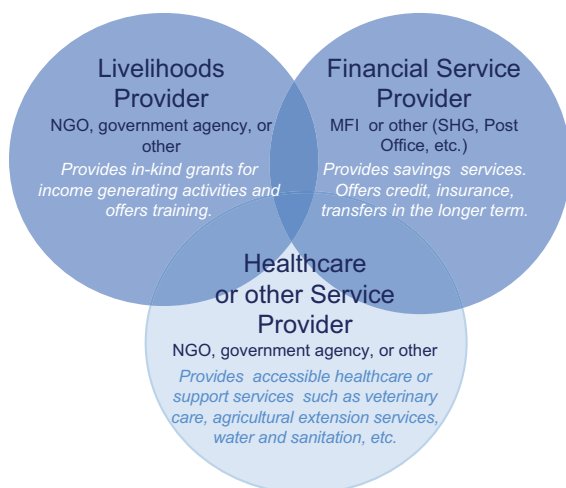 Livelihoods
Provider
NGO, government agency, or
other
Provides in-kind grants for
income generating activities and
offers training.
Financial Service
Provider
MFI or other (SHG, Post
Office, etc.)
Provides savings services.
Offers credit, insurance,
transfers in the longer term.
Healthcare
or other Service
Provider
NGO, government agency, or other
Provides accessible healthcare or
support services such as veterinary
care, agricultural extension services,
water and sanitation, etc.